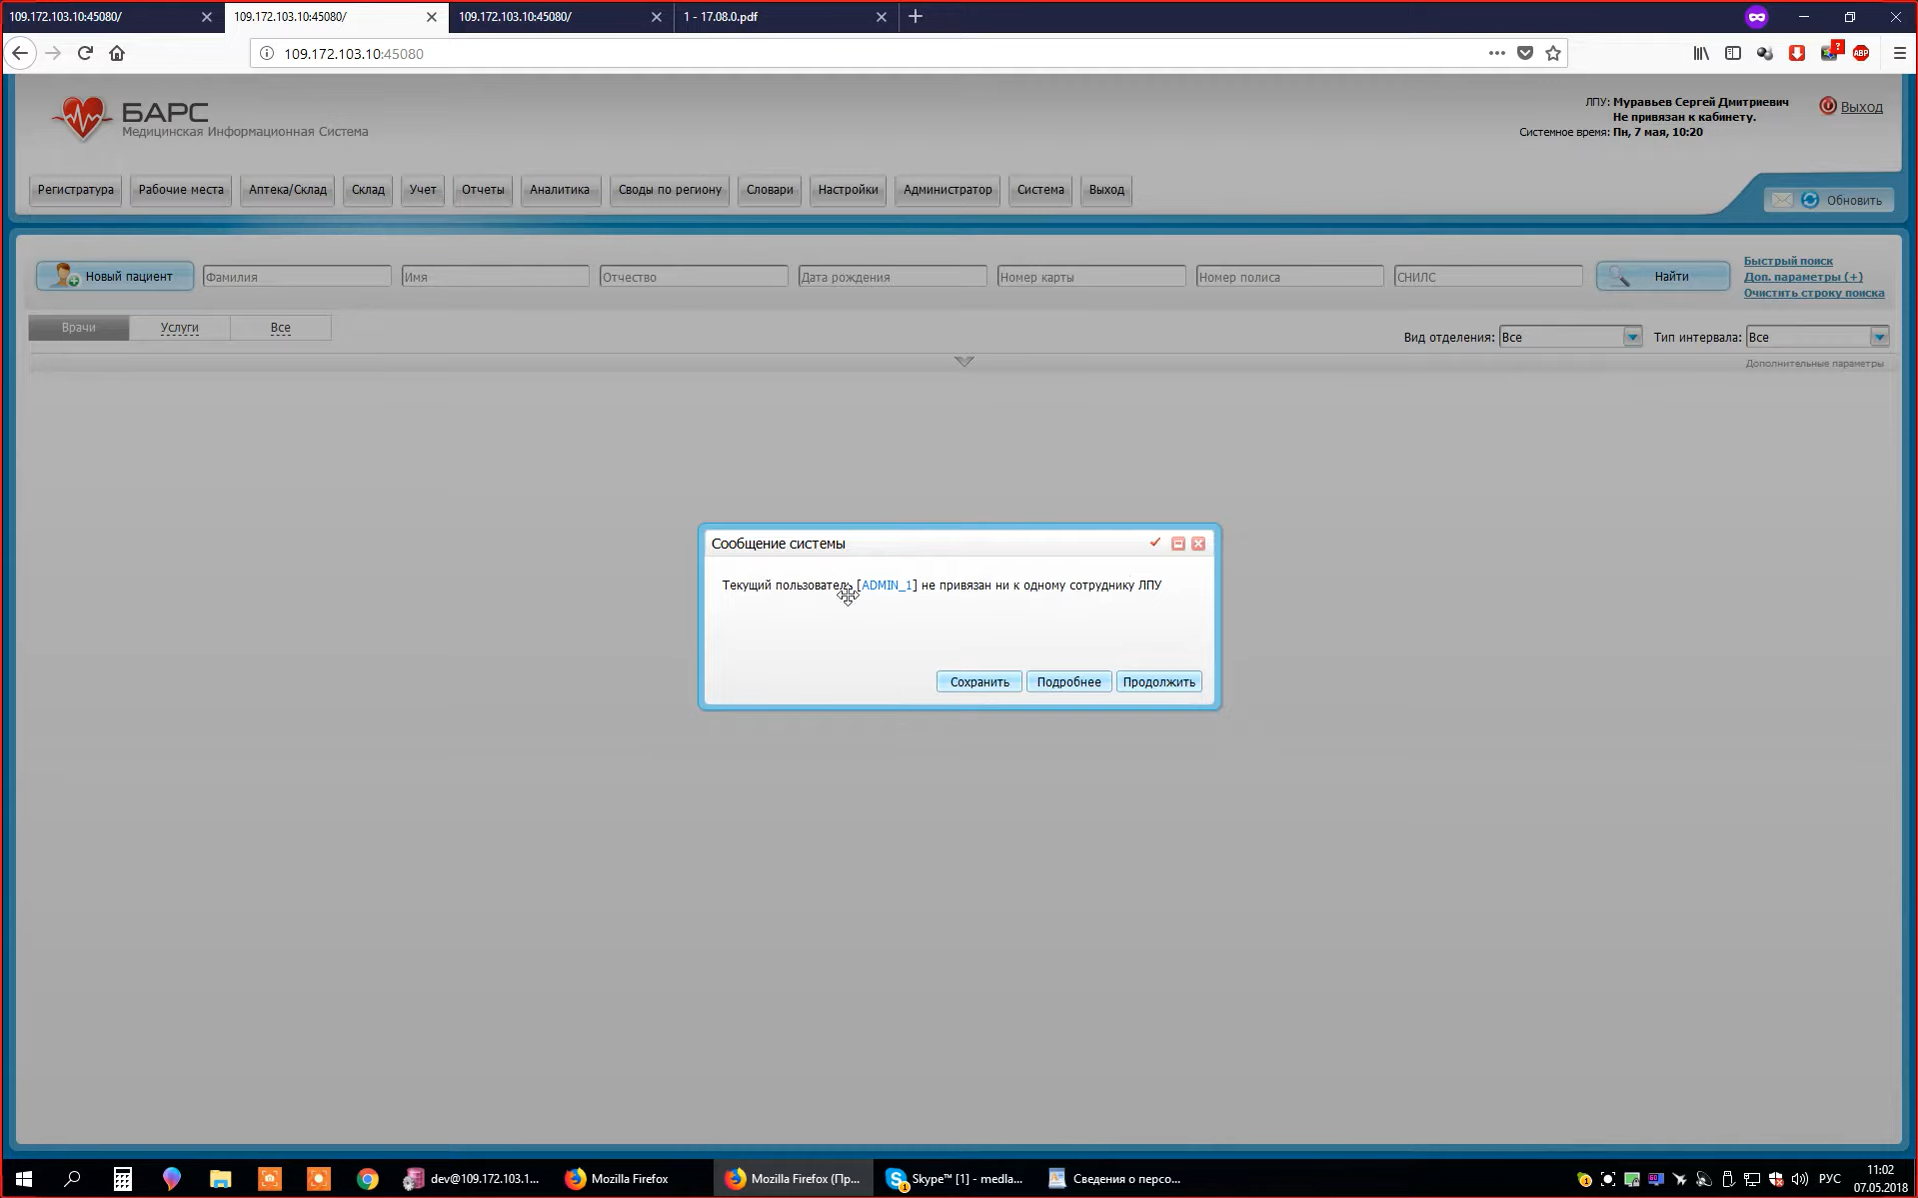 109.172.103.10:45080/
109.172.103.10:45080/
109.172.103.10:45080/
1 - 17.08.0.pdf
109.172.103.10:45080
?
ABP
БАРС
Медицинская Информационная Система
ЛПУ: Муравьев Сергей Дмитриевич
Не привязан к кабинету.
Системное время: Пн, 7 мая, 10:20
Выход
Регистратура Рабочие места Аптека/Склад Склад Учет Отчеты Аналитика Своды по региону Словари Настройки Администратор Система Выход
Обновить
Новый пациент Фамилия Имя Отчество Дата рождения Номер карты Номер полиса СНИЛС Найти
Быстрый поиск
Доп. параметры (+)
Очистить строку поиска
Врачи Услуги Все
Вид отделения: Все Тип интервала: Все
Дополнительные параметры
Сообщение системы
Текущий пользователь [ADMIN_1] не привязан ни к одному сотруднику ЛПУ
Сохранить Подробнее Продолжить
dev@109.172.103.1...
Mozilla Firefox
Mozilla Firefox (Пр...
Skype™ [1] - medla...
Сведения о персо...
РУС
11:02
07.05.2018